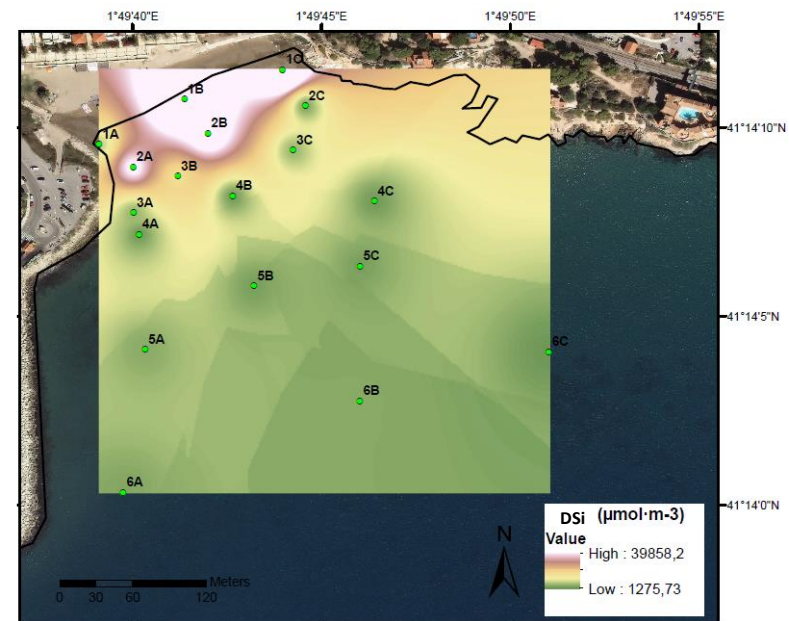 1°49'40"E 1°49'45"E 1°49'50"E 1°49'55"E
1C
1B
2C
2B
41°14'10"N
1A
3C
2A
3B
4B
4C
3A
4A
5C
5B
41°14'5"N
5A
6C
6B
6A
41°14'0"N
N
DSi (µmol·m-3)
Value
High : 39858,2
Low : 1275,73
Meters
0 30 60 120